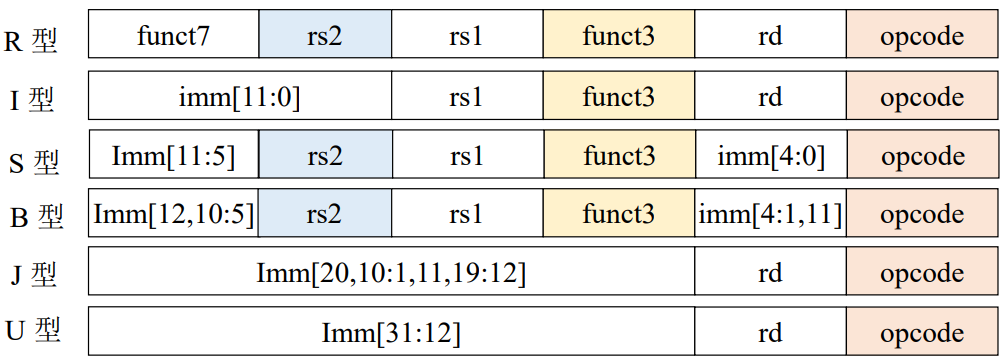 R 型 funct7 rs2 rs1 funct3 rd opcode
I 型 imm[11:0] rs1 funct3 rd opcode
S 型 Imm[11:5] rs2 rs1 funct3 imm[4:0] opcode
B 型 Imm[12,10:5] rs2 rs1 funct3 imm[4:1,11] opcode
J 型 Imm[20,10:1,11,19:12] rd opcode
U 型 Imm[31:12] rd opcode